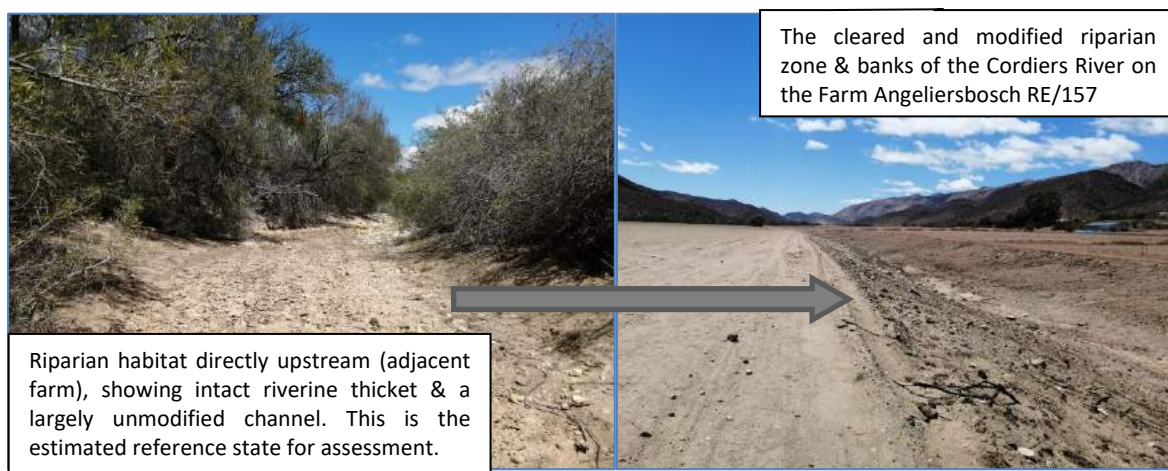 The cleared and modified riparian
zone & banks of the Cordiers River on
the Farm Angeliersbosch RE/157
Riparian habitat directly upstream (adjacent
farm), showing intact riverine thicket & a
largely unmodified channel. This is the
estimated reference state for assessment.